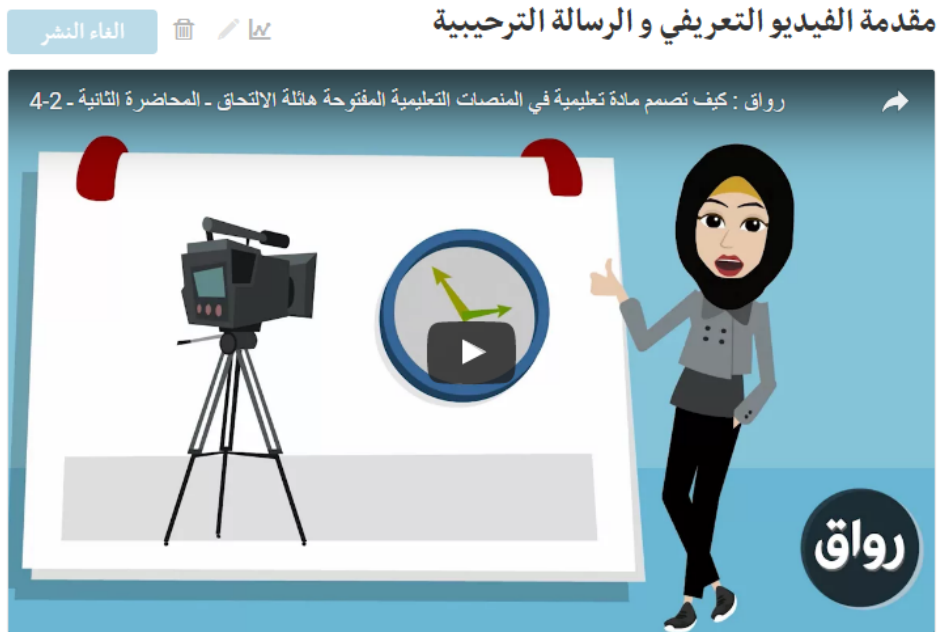 مقدمة الفيديو التعريفي و الرسالة الترحيبية
الغاء النشر
رواق : كيف تصمم مادة تعليمية في المنصات التعليمية المفتوحة هائلة الالتحاق ـ المحاضرة الثانية ـ 2-4
رواق